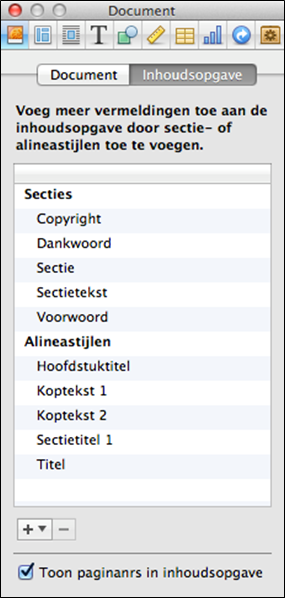 Document
Document
Inhoudsopgave
Voeg meer vermeldingen toe aan de
inhoudsopgave door sectie- of
alineastijlen toe te voegen.
Secties
Copyright
Dankwoord
Sectie
Sectietekst
Voorwoord
Alineastijlen
Hoofdstuktitel
Koptekst 1
Koptekst 2
Sectietitel 1
Titel
Toon paginanrs in inhoudsopgave